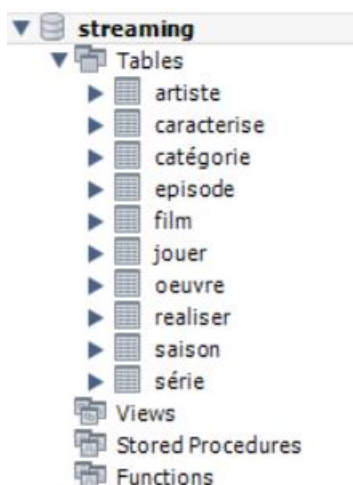 streaming
Tables
artiste
caracterise
catégorie
episode
film
jouer
oeuvre
realiser
saison
série
Views
Stored Procedures
Functions